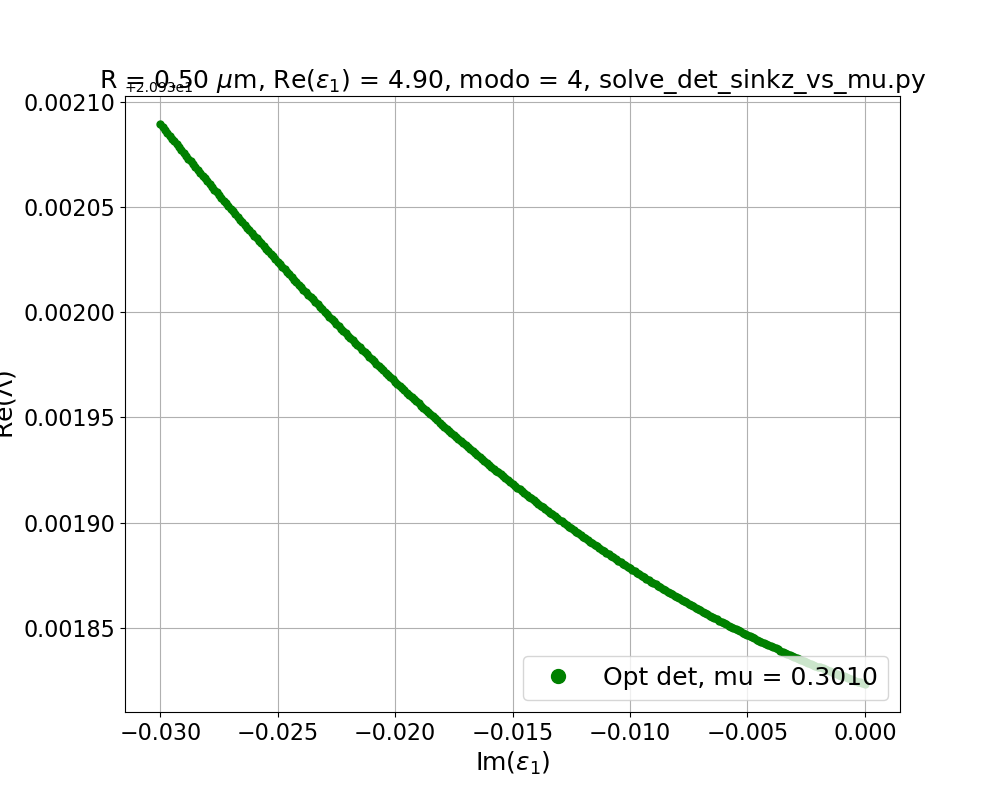 R = 0.50 μm, Re(ε₁) = 4.90, modo = 4, solve_det_sinkz_vs_mu.py
+2.093e1
0.00210
0.00205
0.00200
0.00195
0.00190
0.00185
Re(Λ)
Opt det, mu = 0.3010
−0.030 −0.025 −0.020 −0.015 −0.010 −0.005 0.000
Im(ε₁)